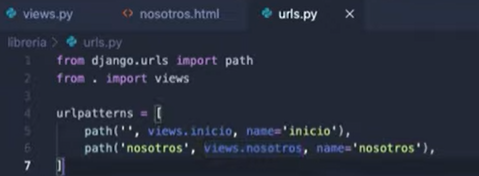 views.py nosotros.html urls.py ×
libreria > urls.py
1 from django.urls import path
2 from . import views
3
4 urlpatterns = [
5 path('', views.inicio, name='inicio'),
6 path('nosotros', views.nosotros, name='nosotros'),
7 ]